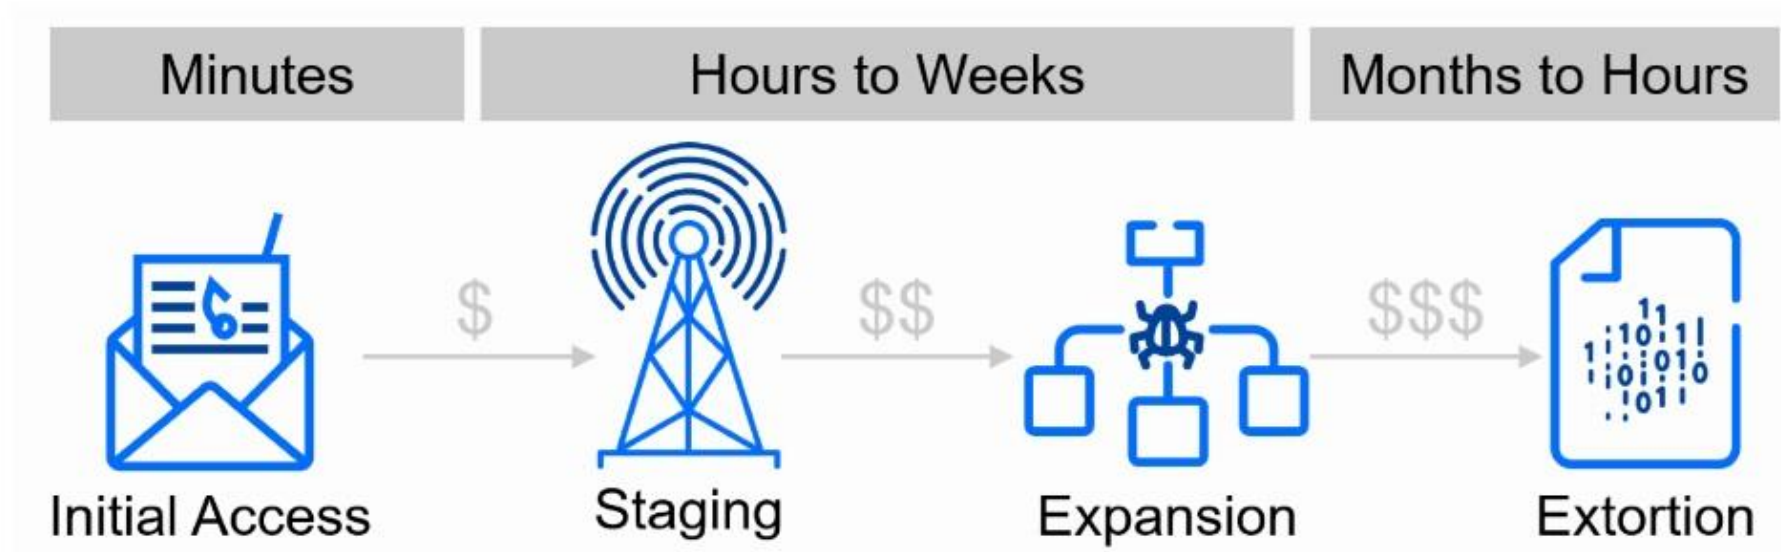 Minutes
Hours to Weeks
Months to Hours
$
$$
$$$
Initial Access
Staging
Expansion
Extortion